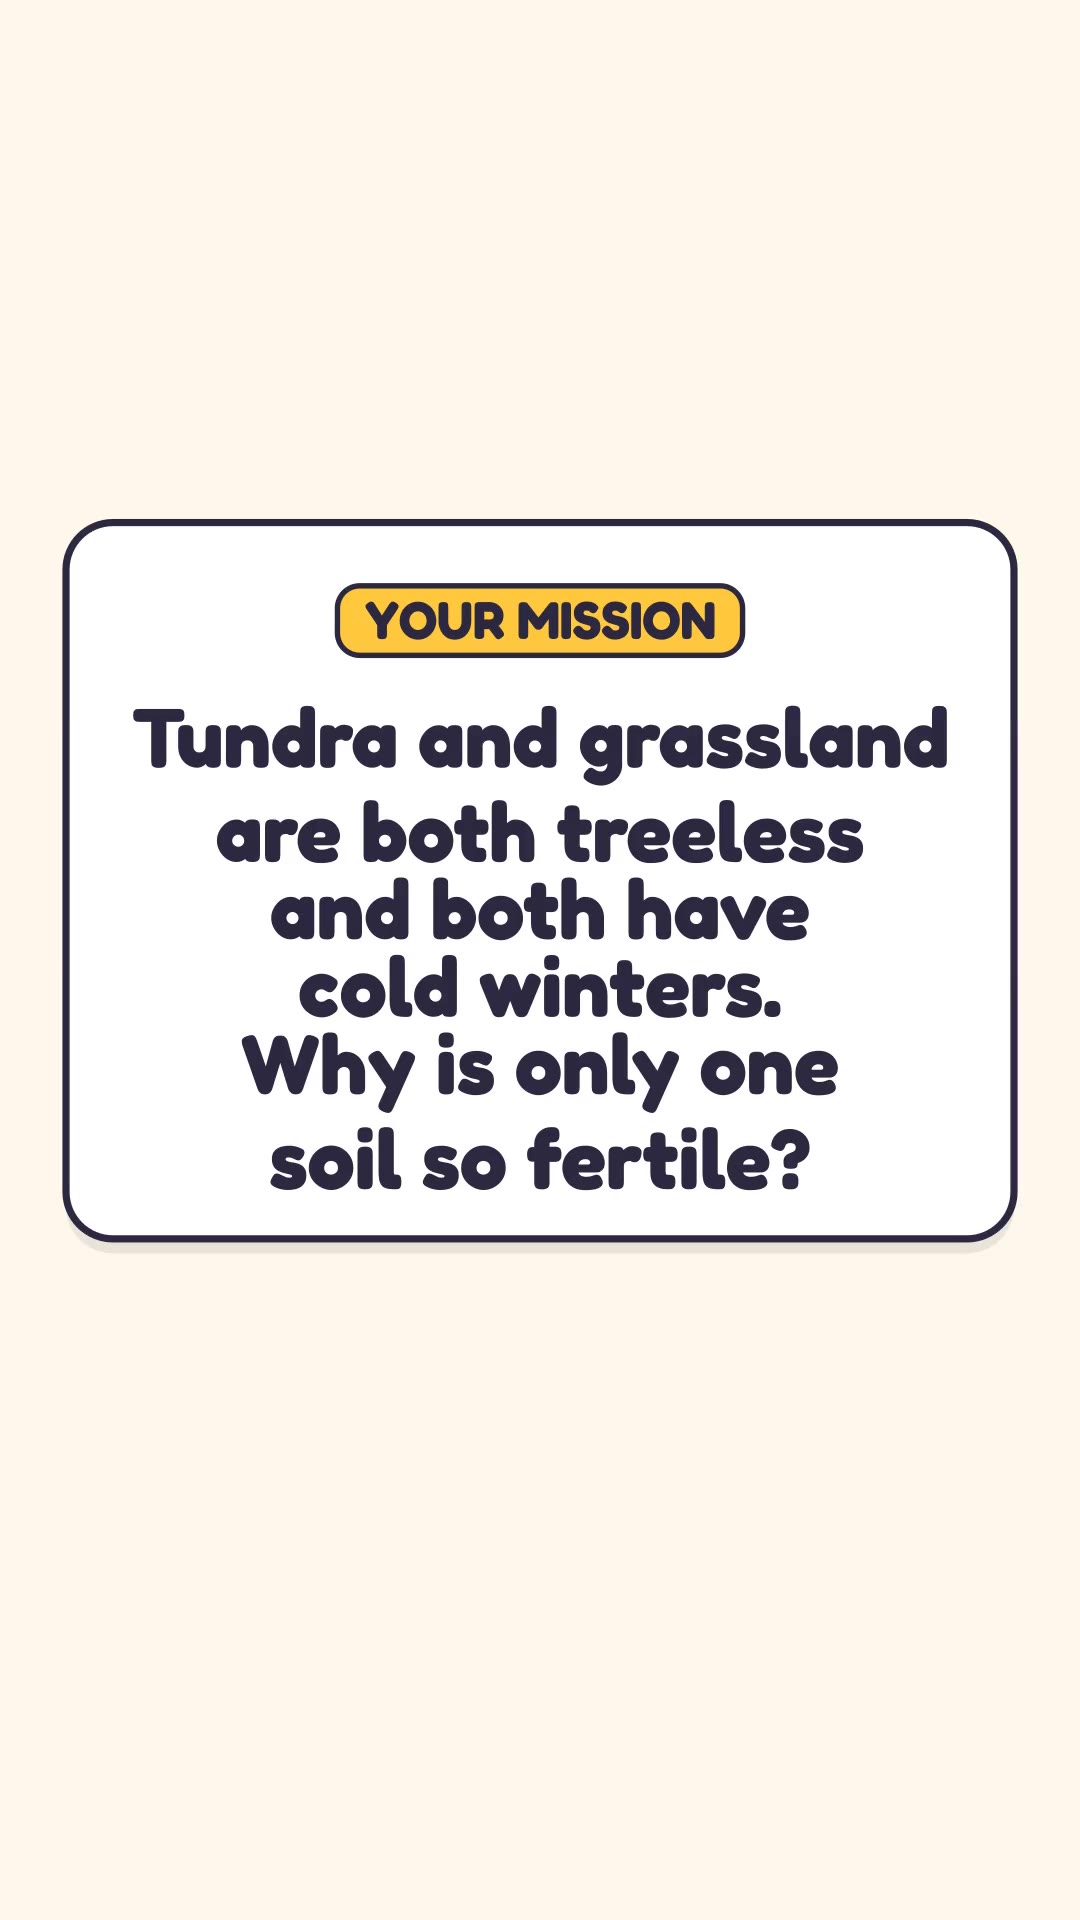 YOUR MISSION
Tundra and grassland
are both treeless
and both have
cold winters.
Why is only one
soil so fertile?